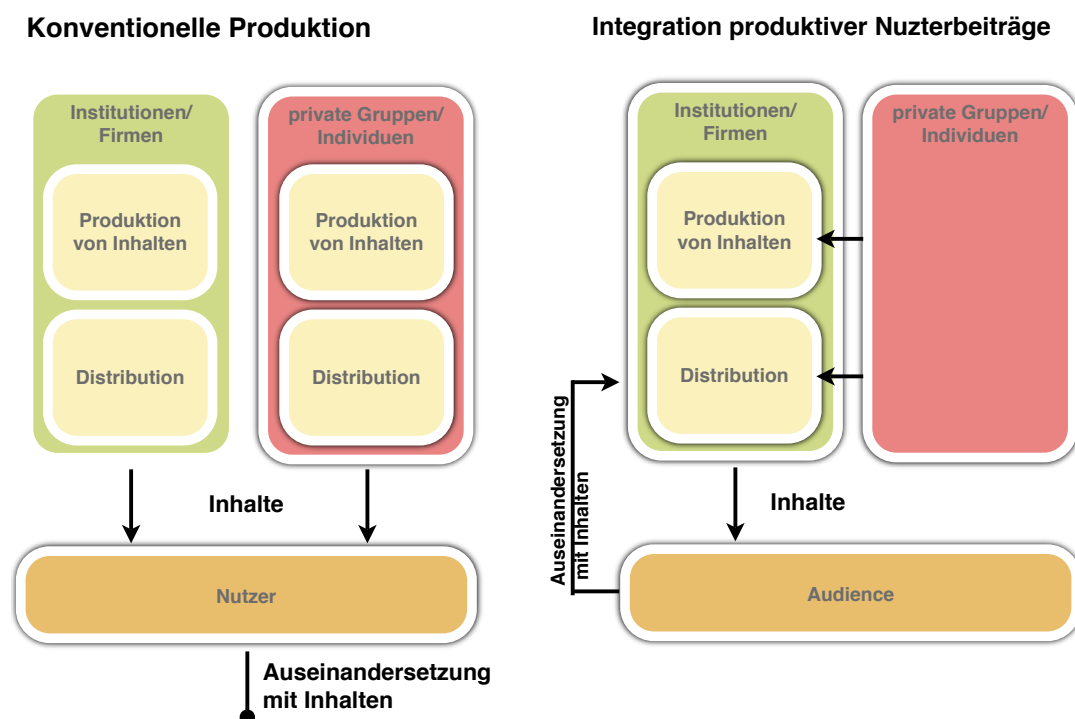 Konventionelle Produktion
Institutionen/
Firmen
Produktion
von Inhalten
Distribution
private Gruppen/
Individuen
Produktion
von Inhalten
Distribution
Inhalte
Nutzer
Auseinandersetzung
mit Inhalten
Integration produktiver Nuzterbeiträge
Institutionen/
Firmen
Produktion
von Inhalten
Distribution
private Gruppen/
Individuen
Auseinandersetzung
mit Inhalten
Inhalte
Audience